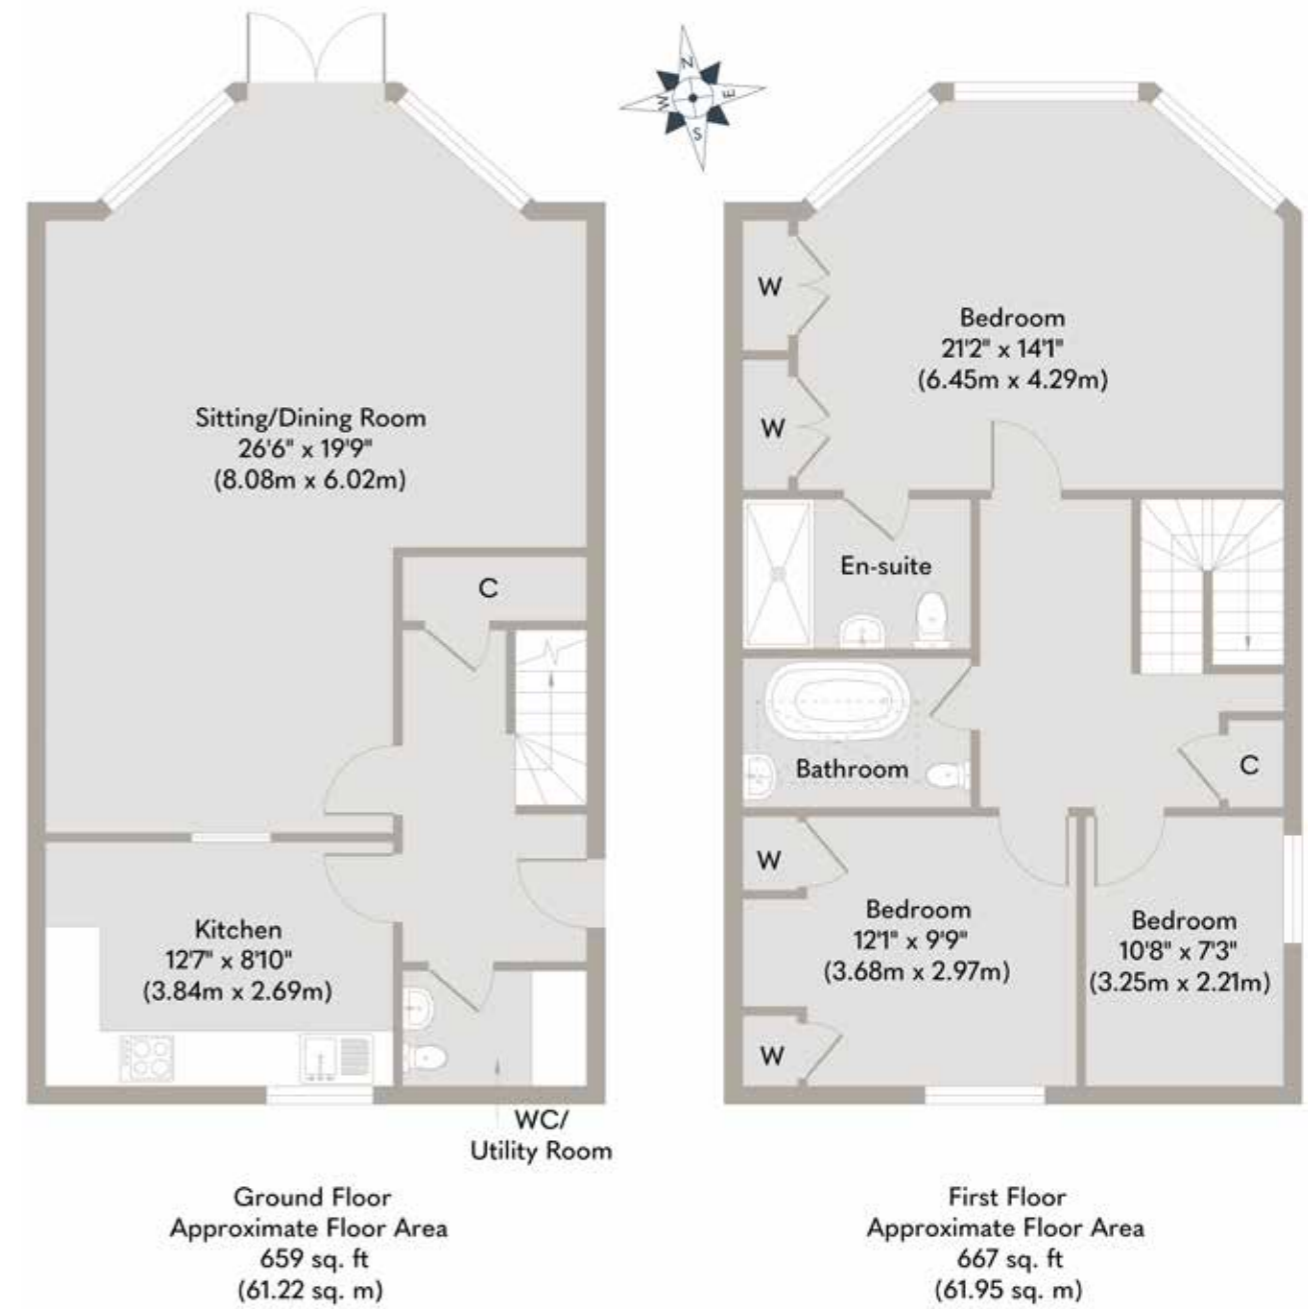 N
W
E
S
Sitting/Dining Room
26'6" x 19'9"
(8.08m x 6.02m)
C
Kitchen
12'7" x 8'10"
(3.84m x 2.69m)
WC/
Utility Room
Ground Floor
Approximate Floor Area
659 sq. ft
(61.22 sq. m)
W
Bedroom
21'2" x 14'1"
(6.45m x 4.29m)
W
En-suite
Bathroom
C
W
Bedroom
12'1" x 9'9"
(3.68m x 2.97m)
Bedroom
10'8" x 7'3"
(3.25m x 2.21m)
W
First Floor
Approximate Floor Area
667 sq. ft
(61.95 sq. m)